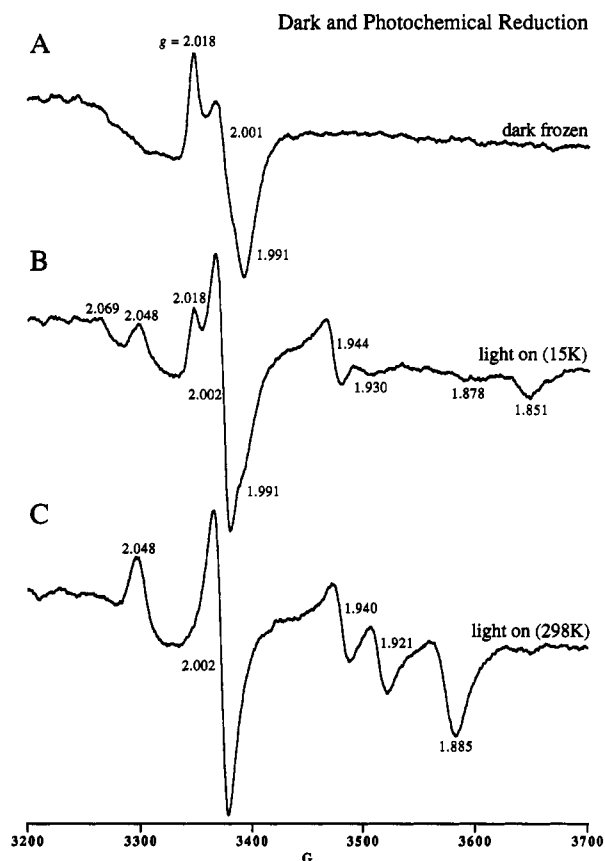 Dark and Photochemical Reduction
A
g = 2.018
2.001
dark frozen
1.991
B
2.069
2.048
2.018
1.944
light on (15K)
2.002
1.930
1.878
1.851
1.991
C
2.048
1.940
light on (298K)
2.002
1.921
1.885
3200 3300 3400 3500 3600 3700
G